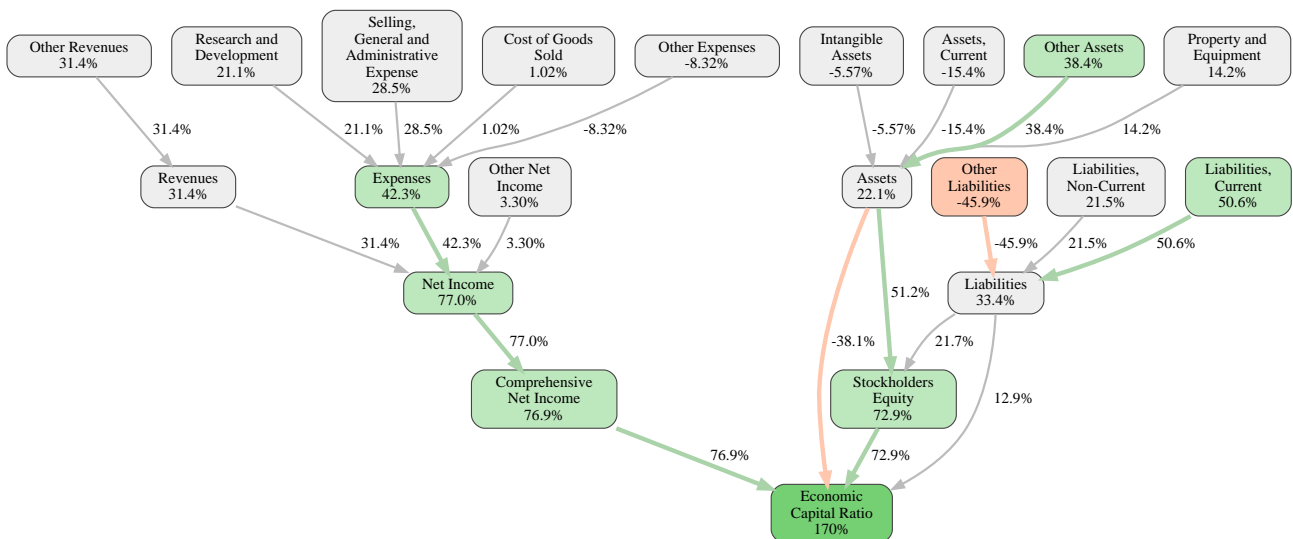 Other Revenues
31.4%
Research and
Development
21.1%
Selling,
General and
Administrative
Expense
28.5%
Cost of Goods
Sold
1.02%
Other Expenses
-8.32%
Intangible
Assets
-5.57%
Assets,
Current
-15.4%
Other Assets
38.4%
Property and
Equipment
14.2%
31.4%
21.1%
28.5%
1.02%
-8.32%
-5.57%
-15.4%
38.4%
14.2%
Revenues
31.4%
Expenses
42.3%
Other Net
Income
3.30%
Assets
22.1%
Other
Liabilities
-45.9%
Liabilities,
Non-Current
21.5%
Liabilities,
Current
50.6%
31.4%
42.3%
3.30%
-45.9%
21.5%
50.6%
Net Income
77.0%
51.2%
Liabilities
33.4%
77.0%
-38.1%
21.7%
Comprehensive
Net Income
76.9%
Stockholders
Equity
72.9%
12.9%
76.9%
72.9%
Economic
Capital Ratio
170%